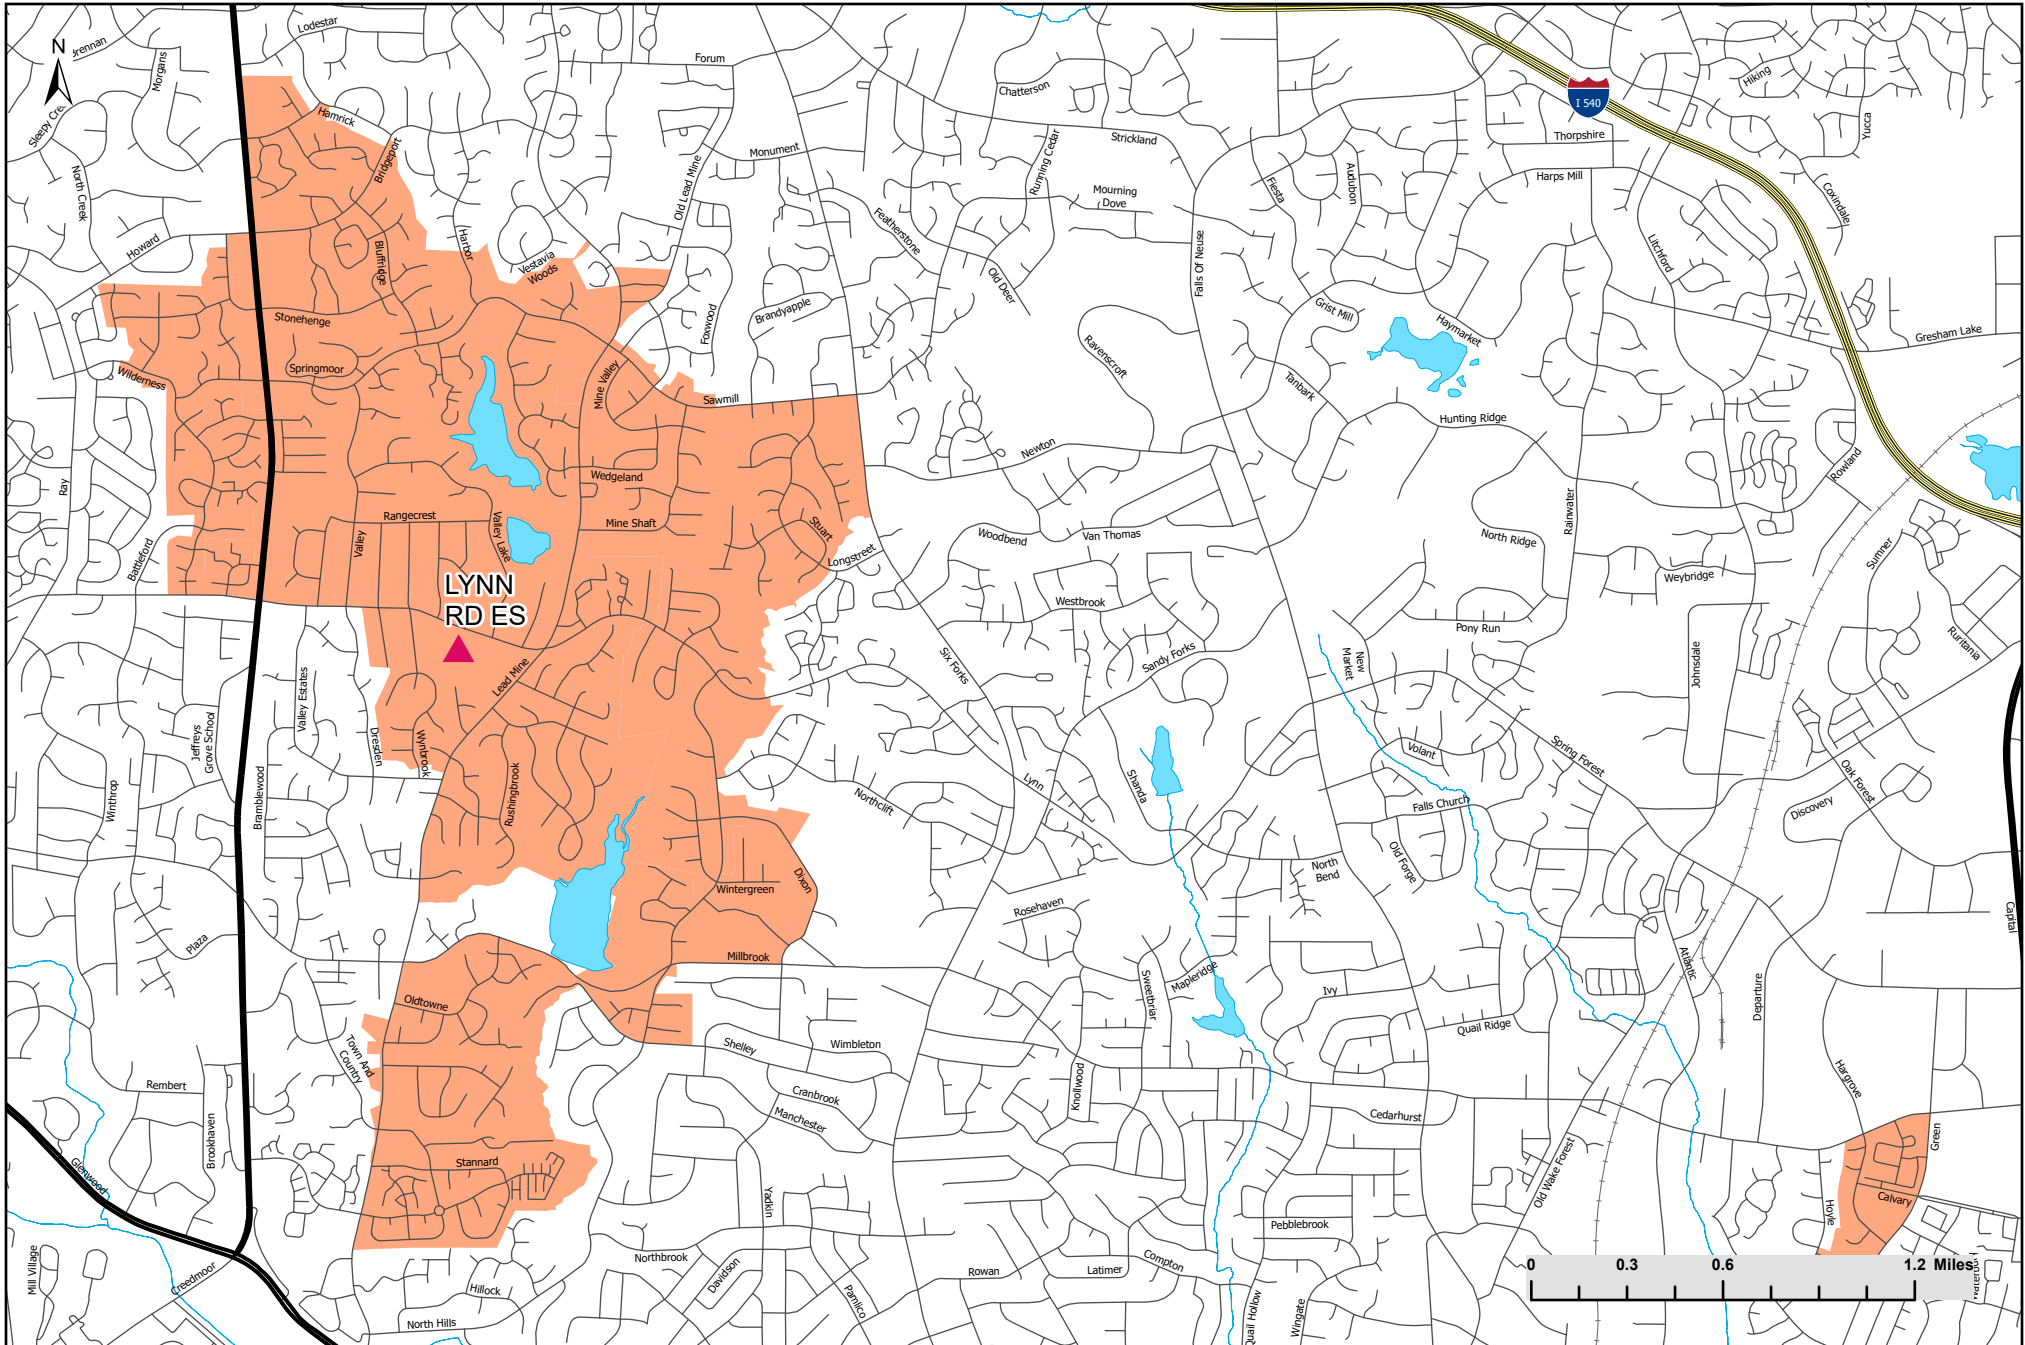 N
Brennan
Lodestar
Morgans
Forum
Chatterson
I 540
Hiking
Yucca
Sleepy Cree
Hamrick
Bridgeport
Monument
Old Lead Mine
Running Cedar
Strickland
Thorpshire
Harps Mill
Audubon
Fiesta
North Creek
Howard
Harbor
Bluffridge
Vestavia
Woods
Featherstone
Mourning
Dove
Old Deer
Falls Of Neuse
Litchford
Coxindale
Stonehenge
Foxwood
Brandyapple
Grist Mill
Haymarket
Gresham Lake
Springmoor
Wilderness
Mine Valley
Sawmill
Ravenscroft
Tanbark
Hunting Ridge
Newton
Rowland
Ray
Wedgeland
Rangecrest
Valley
Valley Lake
Mine Shaft
Stuart
Longstreet
Woodbend
Van Thomas
North Ridge
Rainwater
Weybridge
Sumner
Battleford
LYNN
RD ES
Westbrook
Pony Run
Ruritania
Lead Mine
Six Forks
Sandy Forks
New
Market
Johnsdale
Valley Estates
Jeffreys
Grove School
Dresden
Wynbrook
Rushingbrook
Bramblewood
Winthrop
Northclift
Lynn
Shanda
Volant
Spring Forest
Falls Church
Oak Forest
Discovery
Old Forge
North
Bend
Wintergreen
Dixon
Rosehaven
Capital
Plaza
Millbrook
Mapleridge
Sweetbriar
Ivy
Atlantic
Departure
Quail Ridge
Oldtowne
Town And
Country
Shelley
Wimbleton
Cranbrook
Manchester
Knollwood
Cedarhurst
Hargrove
Green
Rembert
Brookhaven
Glenwood
Stannard
Yadkin
Old Wake Forest
Calvary
Hoyle
Pebblebrook
Mill Village
Creedmoor
Northbrook
Davidson
Hillock
North Hills
Pamlico
Rowan
Latimer
Compton
Quail Hollow
Wingate
0 0.3 0.6 1.2 Miles